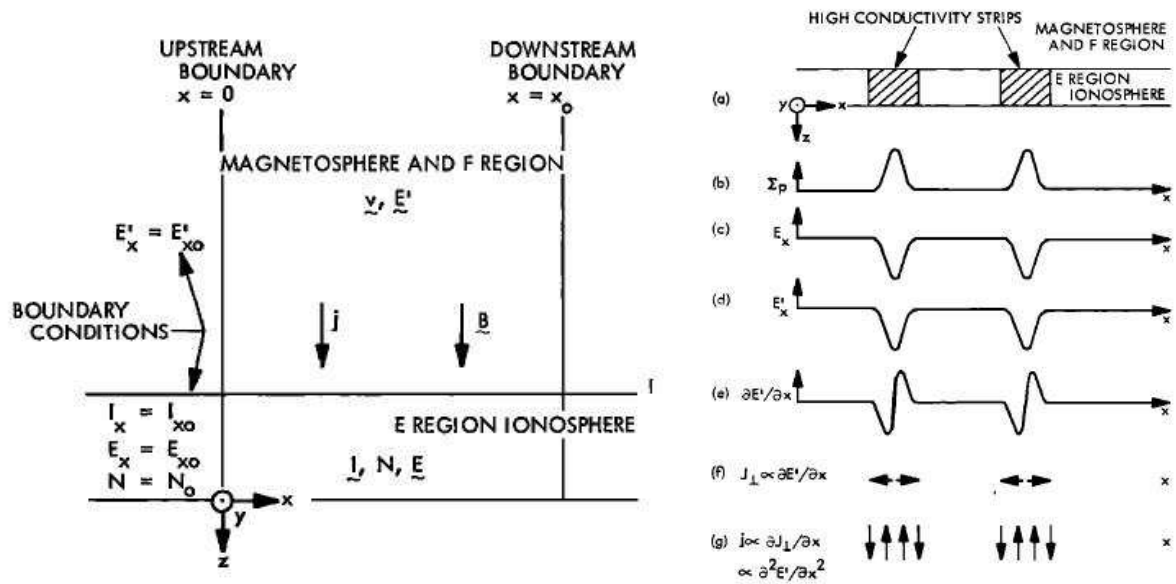 UPSTREAM
BOUNDARY
x = 0
DOWNSTREAM
BOUNDARY
x = x₀
MAGNETOSPHERE AND F REGION
v, E'
E'ₓ = E'ₓ₀
BOUNDARY
CONDITIONS
j
B
Iₓ = Iₓ₀
Eₓ = Eₓ₀
N = N₀
E REGION IONOSPHERE
I, N, E
x
y
z
HIGH CONDUCTIVITY STRIPS
MAGNETOSPHERE
AND F REGION
E REGION
IONOSPHERE
(a)
y
x
z
(b) Σₚ
x
(c) Eₓ
x
(d) E'ₓ
x
(e) ∂E'/∂x
x
(f) J⊥ ∝ ∂E'/∂x
x
(g) j ∝ ∂J⊥/∂x
x
∝ ∂²E'/∂x²